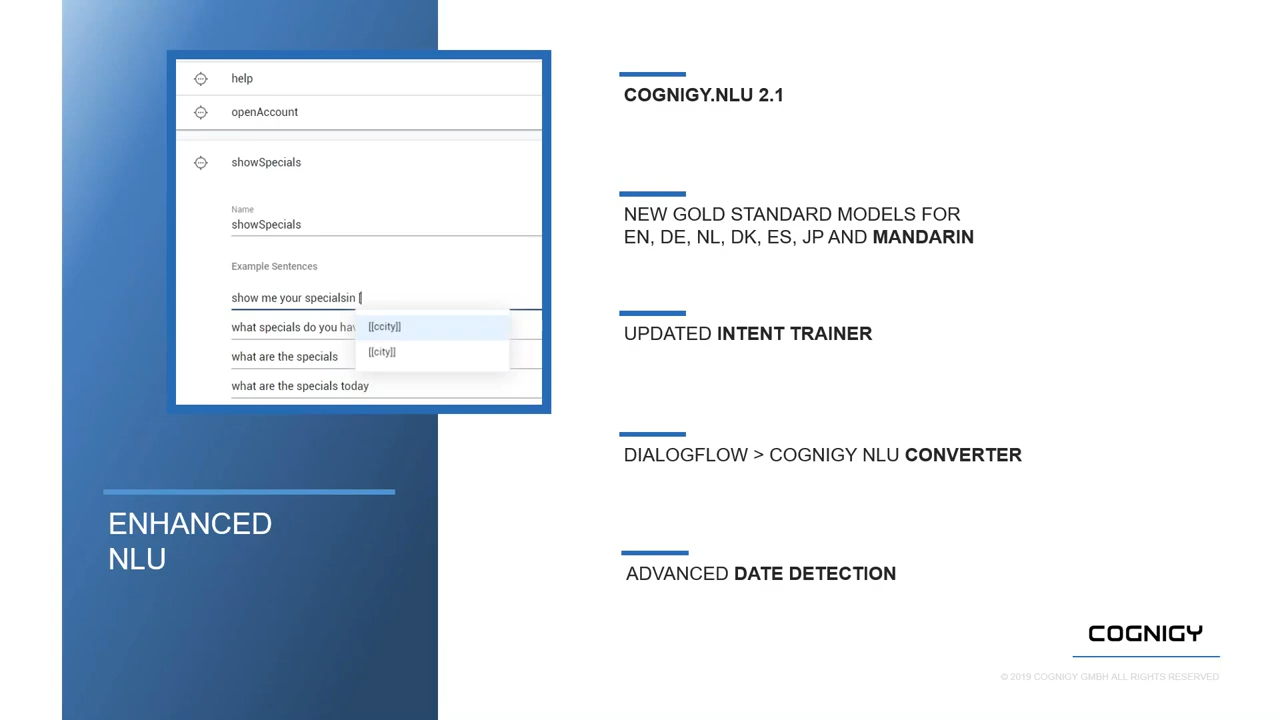 help
openAccount
showSpecials
Name
showSpecials
Example Sentences
show me your specialsin [
what specials do you hav
[[ccity]]
[[city]]
what are the specials
what are the specials today
ENHANCED
NLU
COGNIGY.NLU 2.1
NEW GOLD STANDARD MODELS FOR
EN, DE, NL, DK, ES, JP AND MANDARIN
UPDATED INTENT TRAINER
DIALOGFLOW > COGNIGY NLU CONVERTER
ADVANCED DATE DETECTION
COGNIGY
© 2019 COGNIGY GMBH ALL RIGHTS RESERVED